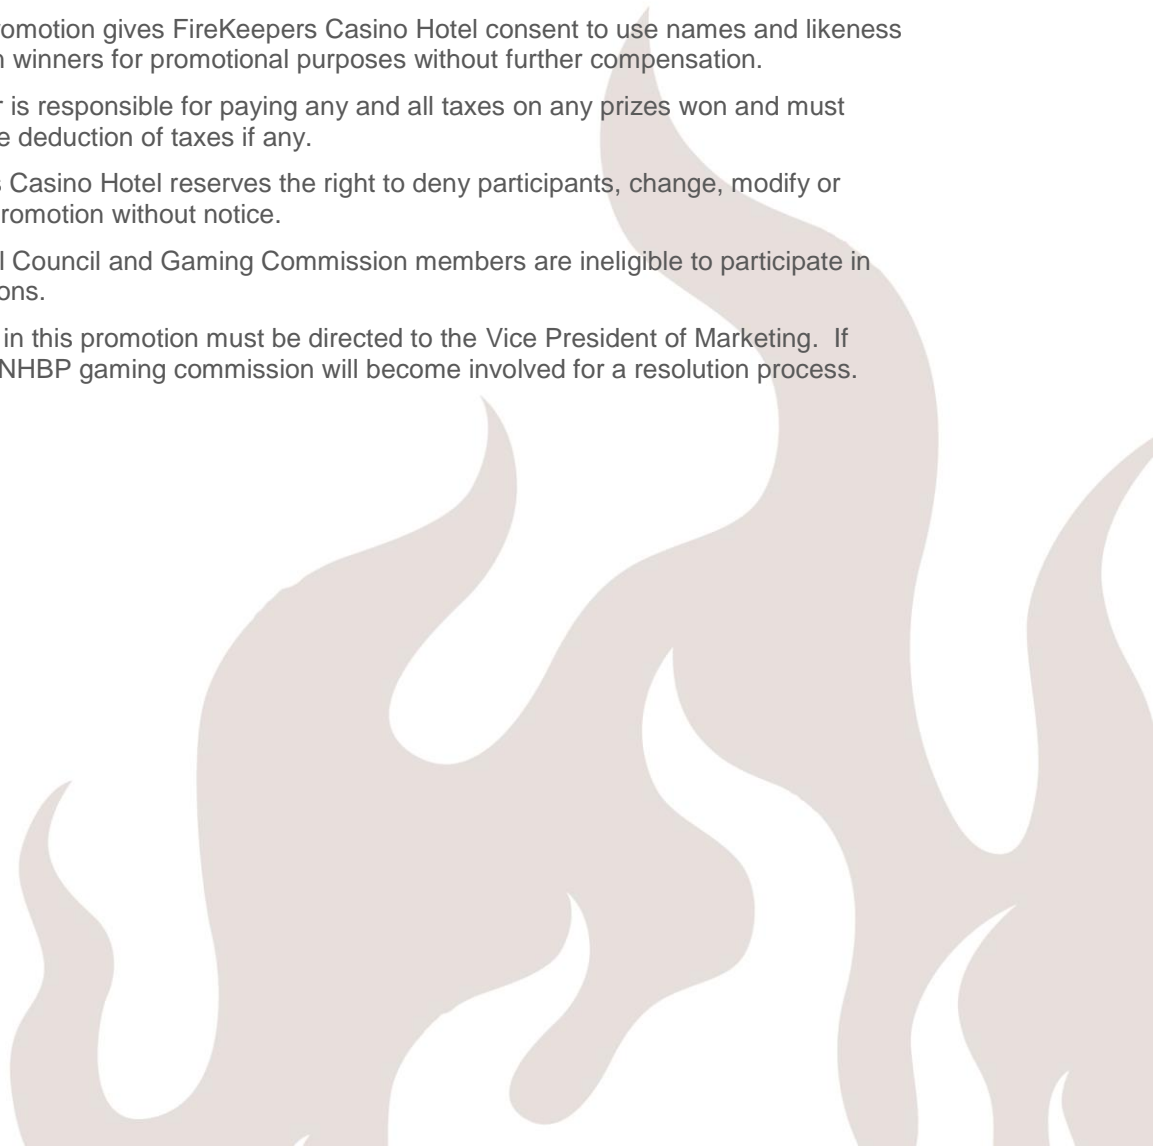 romotion gives FireKeepers Casino Hotel consent to use names and likeness
n winners for promotional purposes without further compensation.
r is responsible for paying any and all taxes on any prizes won and must
e deduction of taxes if any.
s Casino Hotel reserves the right to deny participants, change, modify or
romotion without notice.
l Council and Gaming Commission members are ineligible to participate in
ons.
in this promotion must be directed to the Vice President of Marketing.  If
NHBP gaming commission will become involved for a resolution process.